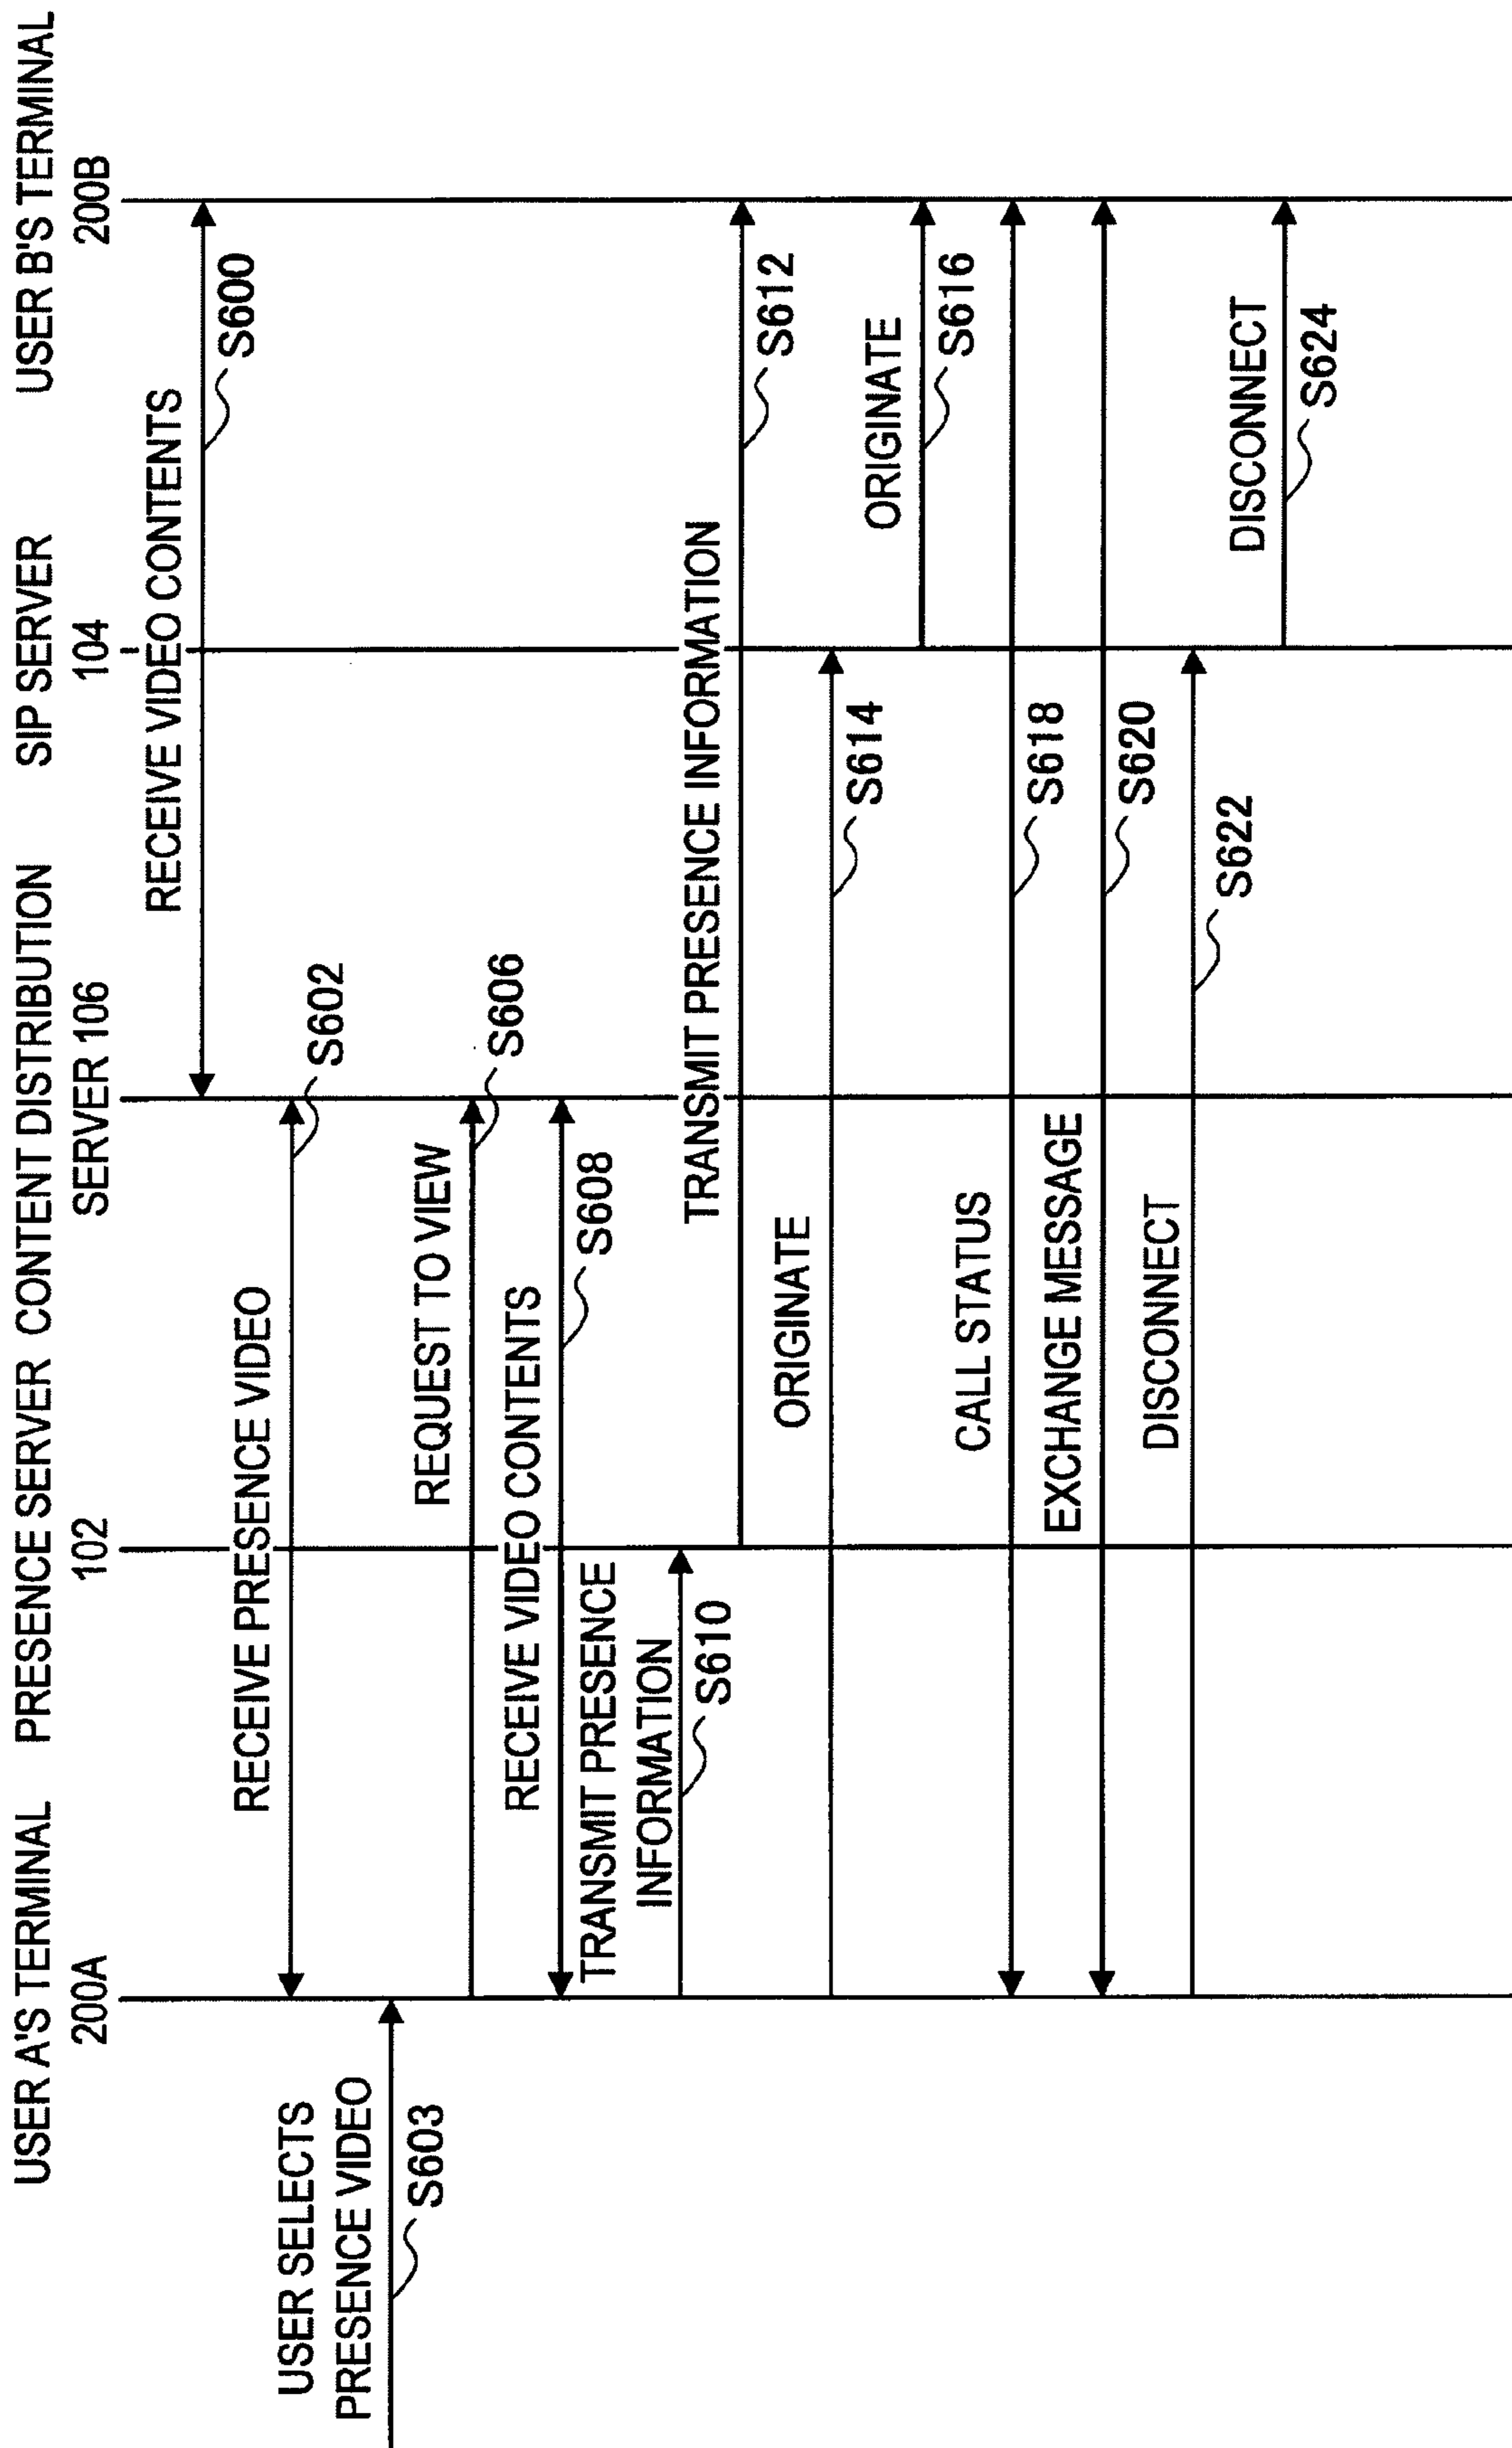 USER A'S TERMINAL
200A
PRESENCE SERVER
102
CONTENT DISTRIBUTION
SERVER 106
SIP SERVER
104
USER B'S TERMINAL
200B
RECEIVE VIDEO CONTENTS
S600
RECEIVE PRESENCE VIDEO
S602
USER SELECTS
PRESENCE VIDEO
S603
REQUEST TO VIEW
S606
RECEIVE VIDEO CONTENTS
S608
TRANSMIT PRESENCE
INFORMATION
S610
TRANSMIT PRESENCE INFORMATION
S612
ORIGINATE
S614
ORIGINATE
S616
CALL STATUS
S618
EXCHANGE MESSAGE
S620
DISCONNECT
S622
DISCONNECT
S624